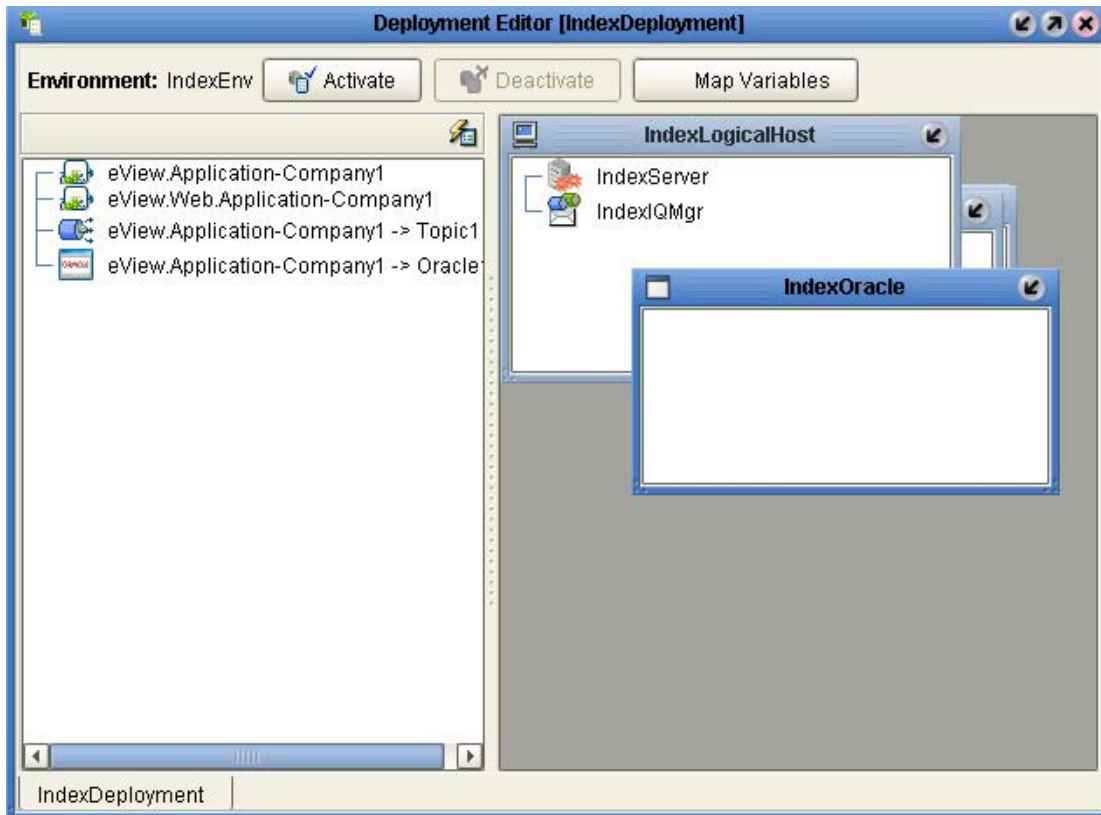 Deployment Editor [IndexDeployment]
Environment: IndexEnv
Activate
Deactivate
Map Variables
eView.Application-Company1
eView.Web.Application-Company1
eView.Application-Company1 -> Topic1
eView.Application-Company1 -> Oracle
IndexLogicalHost
IndexServer
IndexIQMgr
IndexOracle
IndexDeployment